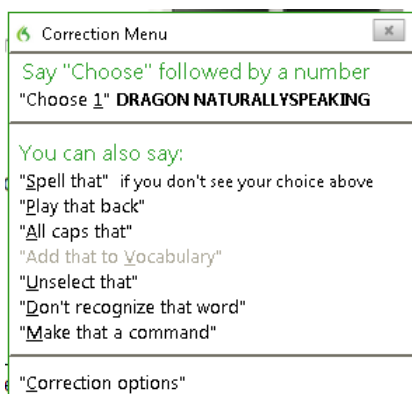 Correction Menu
Say "Choose" followed by a number
"Choose 1" DRAGON NATURALLYSPEAKING
You can also say:
"Spell that" if you don't see your choice above
"Play that back"
"All caps that"
"Add that to Vocabulary"
"Unselect that"
"Don't recognize that word"
"Make that a command"
"Correction options"